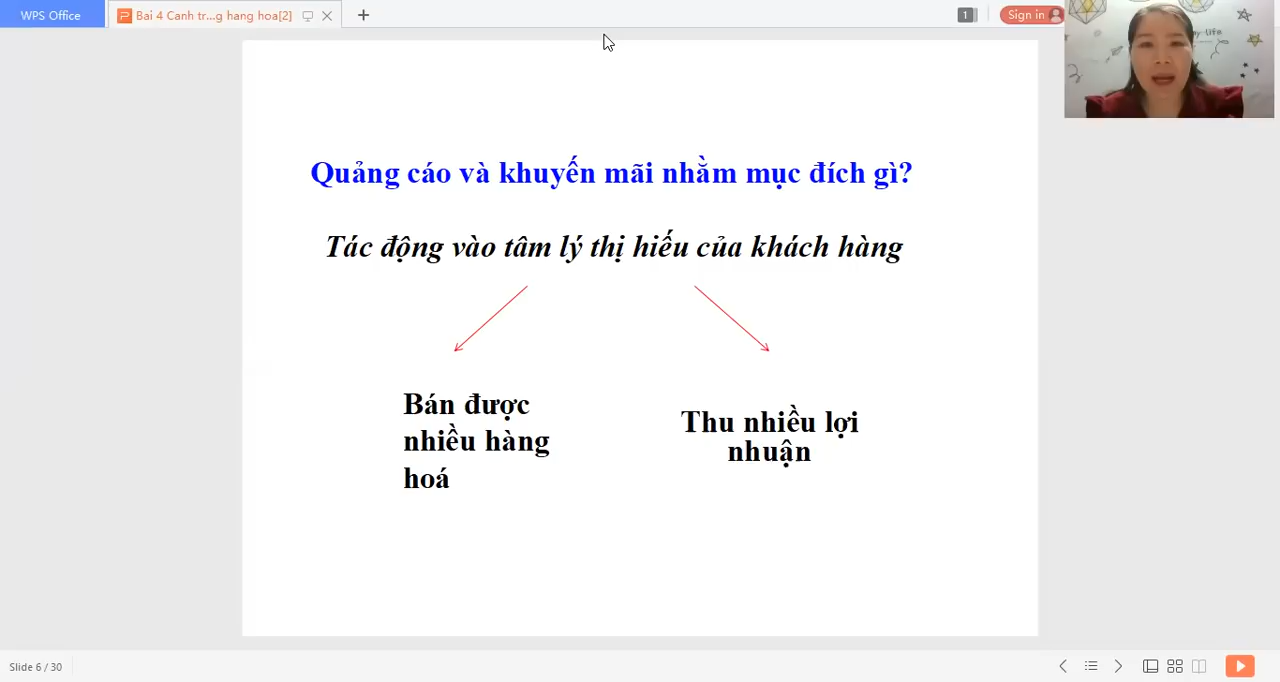 WPS Office
Bai 4 Canh tr...g hang hoa[2]
1
Sign in
my life
Quảng cáo và khuyến mãi nhằm mục đích gì?
Tác động vào tâm lý thị hiếu của khách hàng
Bán được
nhiều hàng
hoá
Thu nhiều lợi
nhuận
Slide 6 / 30